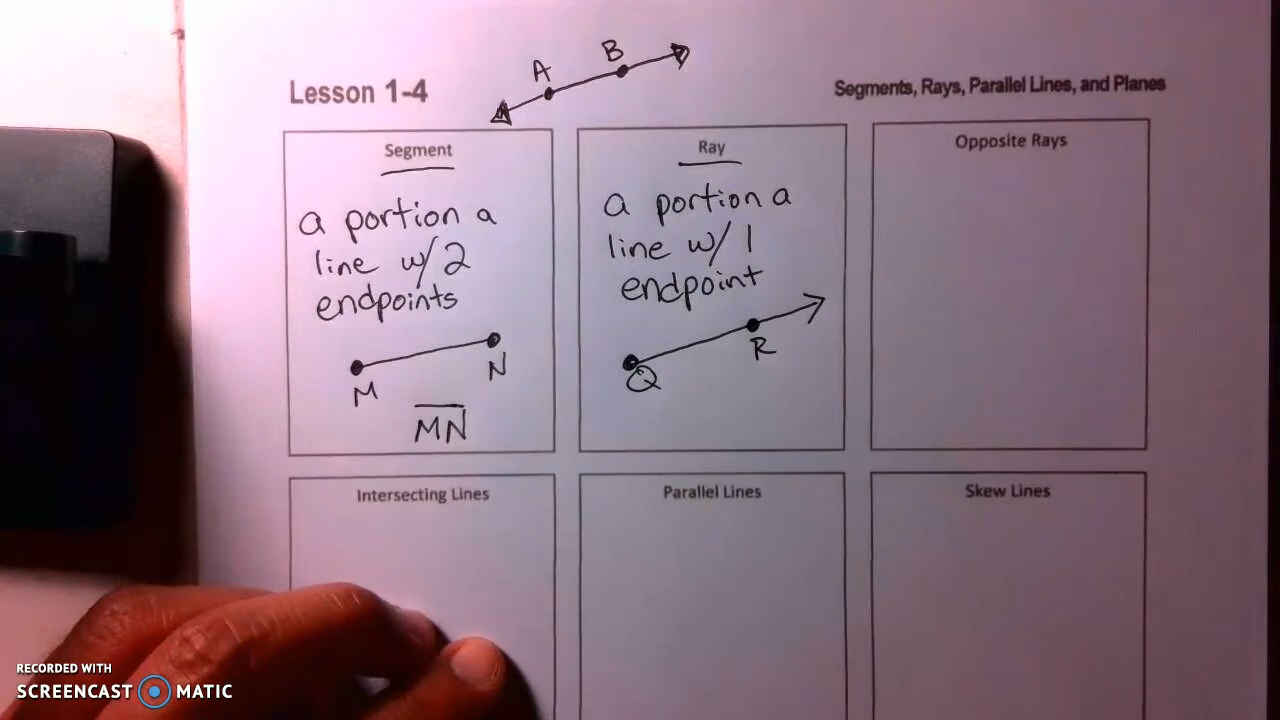 A B
Lesson 1-4
Segments, Rays, Parallel Lines, and Planes
Segment
a portion a
line w/ 2
endpoints
M N
MN
Ray
a portion a
line w/ 1
endpoint
Q R
Opposite Rays
Intersecting Lines
Parallel Lines
Skew Lines
RECORDED WITH
SCREENCAST MATIC